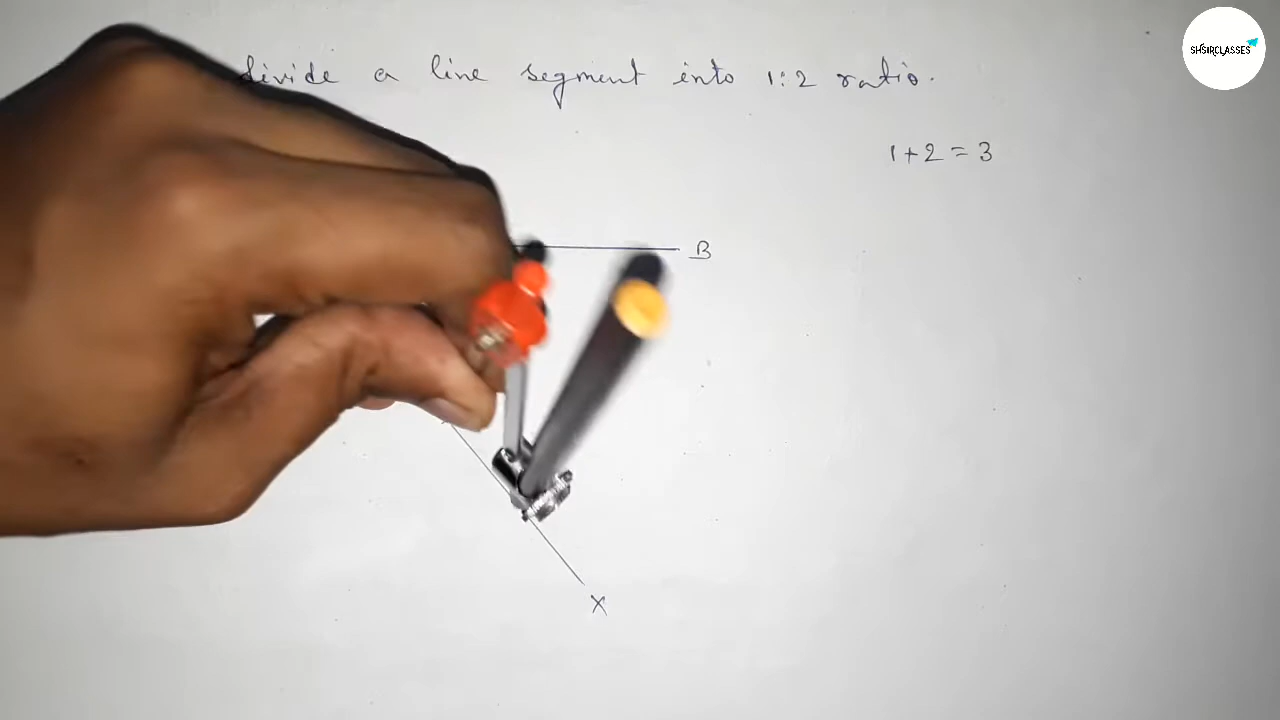 divide a line segment into 1:2 ratio.
SHSIRCLASSES
1+2=3
B
X